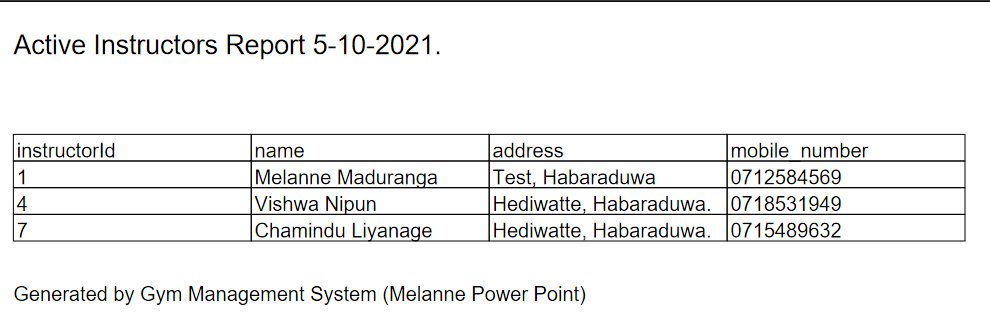 Active Instructors Report 5-10-2021.
instructorId name address mobile_number
1 Melanne Maduranga Test, Habaraduwa 0712584569
4 Vishwa Nipun Hediwatte, Habaraduwa. 0718531949
7 Chamindu Liyanage Hediwatte, Habaraduwa. 0715489632
Generated by Gym Management System (Melanne Power Point)